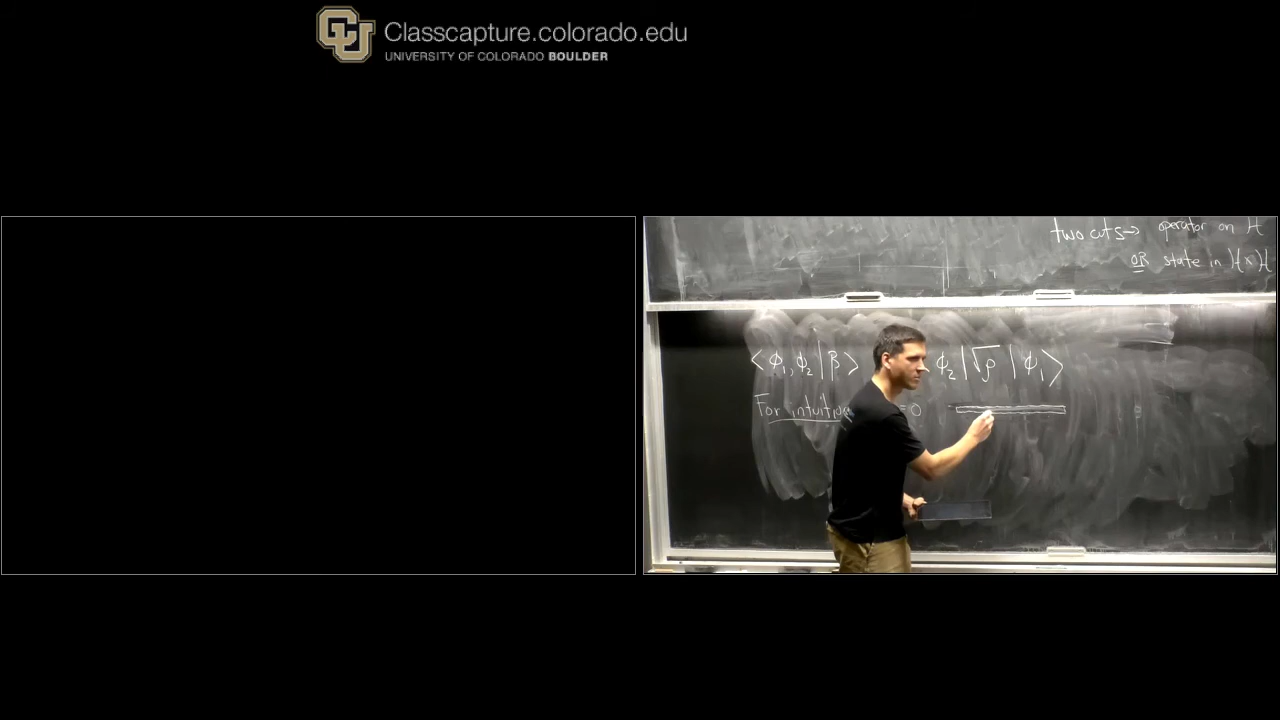 Classcapture.colorado.edu
UNIVERSITY OF COLORADO BOULDER
two cuts → operator on H
OR state in H(x)H
<ϕ₁, ϕ₂|β> ϕ₂|√ρ|ϕ₁>
For intuition = 0